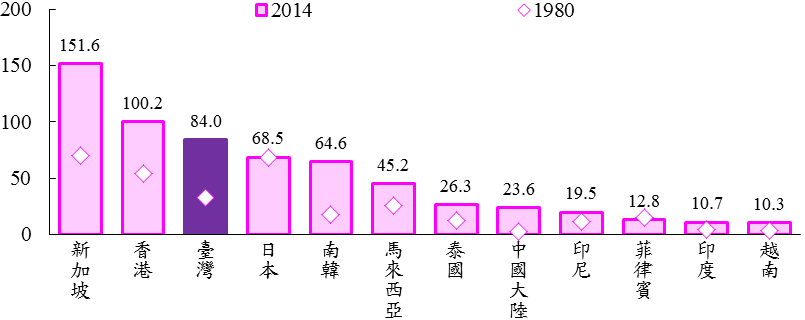 200
150
100
50
0
2014
1980
151.6
100.2
84.0
68.5
64.6
45.2
26.3
23.6
19.5
12.8
10.7
10.3
新加坡
香港
臺灣
日本
南韓
馬來西亞
泰國
中國大陸
印尼
菲律賓
印度
越南